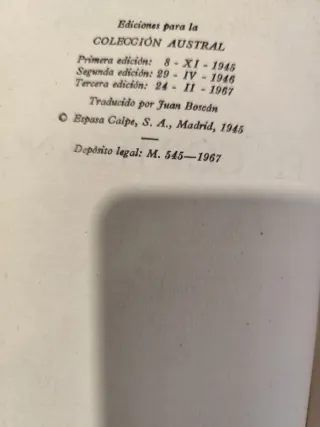 Ediciones para la
COLECCIÓN AUSTRAL
Primera edición: 8 - XI - 1945
Segunda edición: 29 - IV - 1946
Tercera edición: 24 - II - 1967
Traducido por Juan Boscán
© Espasa Calpe, S. A., Madrid, 1945
Depósito legal: M. 545—1967